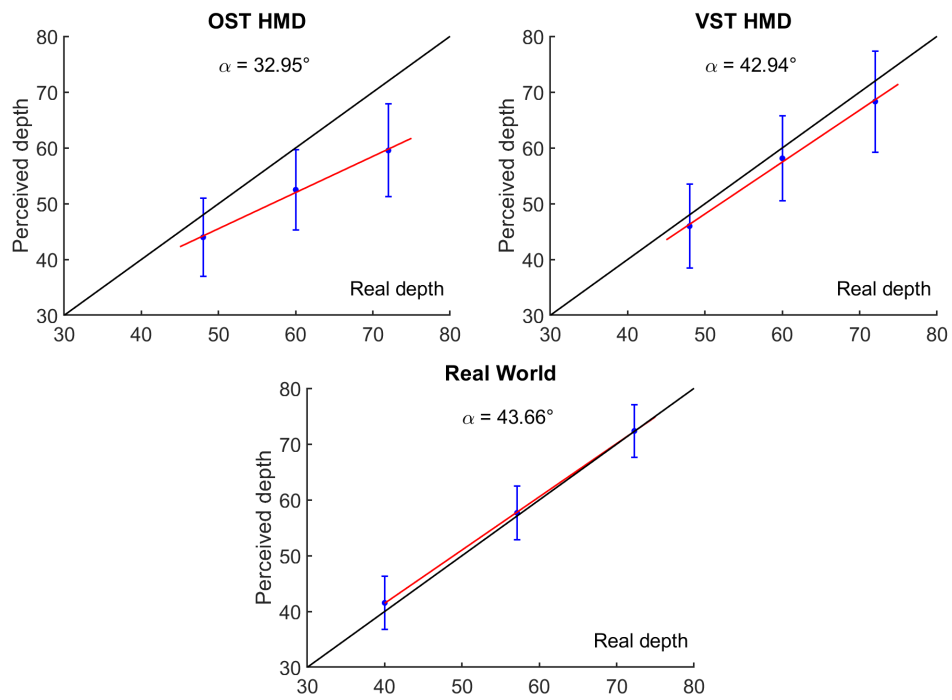 OST HMD
α = 32.95°
Perceived depth
80
70
60
50
40
30
Real depth
30 40 50 60 70 80
VST HMD
α = 42.94°
Perceived depth
80
70
60
50
40
30
Real depth
30 40 50 60 70 80
Real World
α = 43.66°
Perceived depth
80
70
60
50
40
30
Real depth
30 40 50 60 70 80